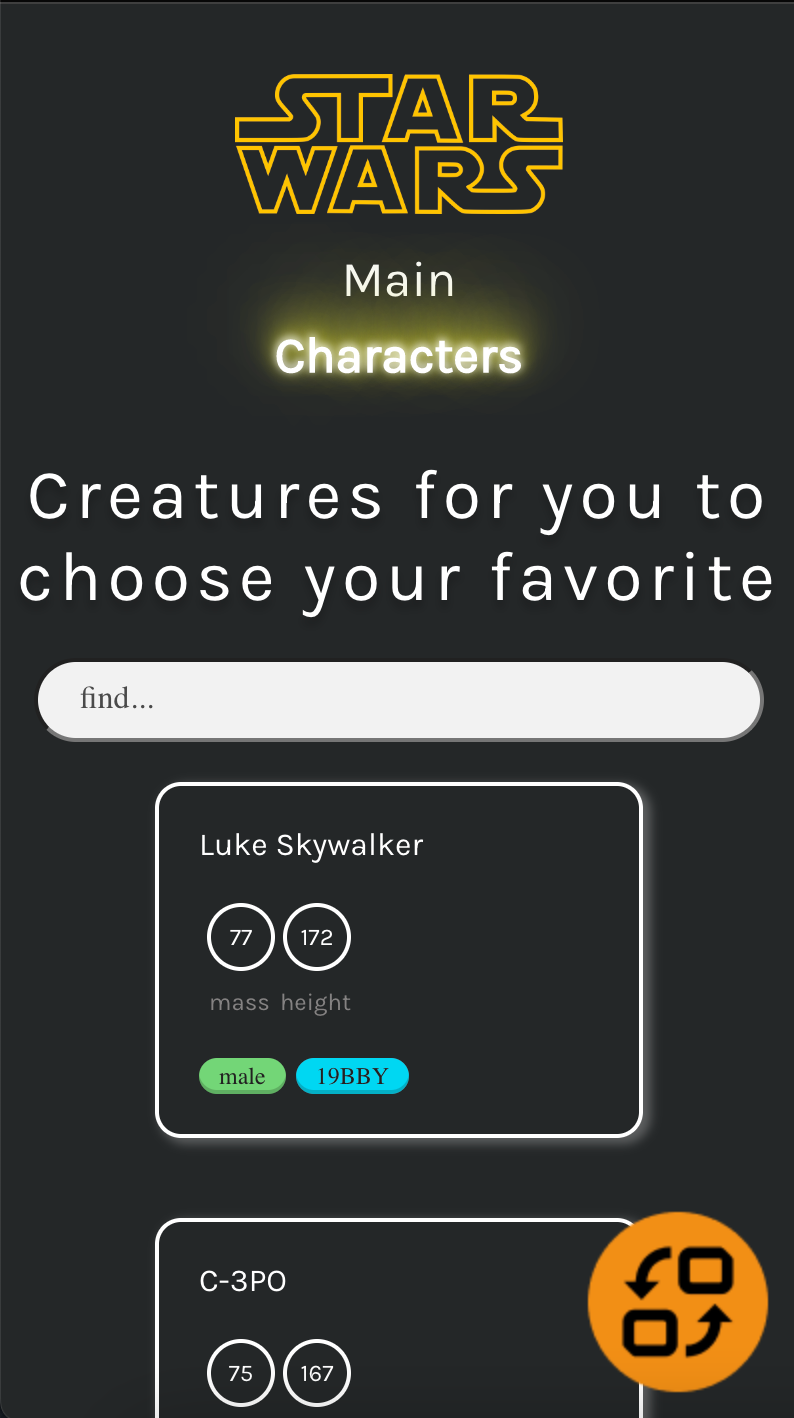 STAR
WARS
Main
Characters
Creatures for you to
choose your favorite
find...
Luke Skywalker
77 172
mass height
male 19BBY
C-3PO
75 167